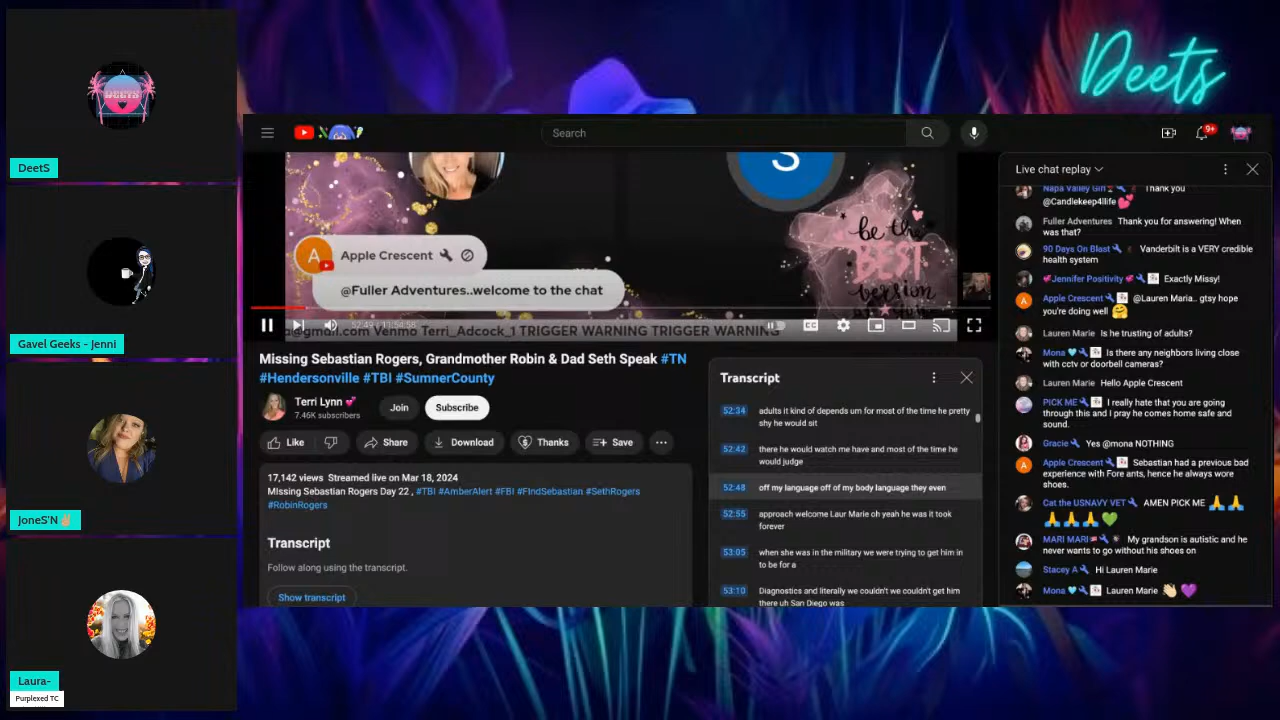 Deets
DEETS
DeetS
Gavel Geeks - Jenni
JoneS'N ✌🏼
Laura-
Purplexed TC
Search
9+
S
be the
BEST
version
A
Apple Crescent
@Fuller Adventures..welcome to the chat
@gmail.com Venmo Terri_Adcock_1 TRIGGER WARNING TRIGGER WARNING
Missing Sebastian Rogers, Grandmother Robin & Dad Seth Speak #TN
#Hendersonville #TBI #SumnerCounty
Terri Lynn 💕
7.46K subscribers
Join
Subscribe
Like
Share
Download
Thanks
Save
17,142 views Streamed live on Mar 18, 2024
Missing Sebastian Rogers Day 22 , #TBI #AmberAlert #FBI #FIndSebastian #SethRogers
#RobinRogers
Transcript
Follow along using the transcript.
Show transcript
Transcript
52:34 adults it kind of depends um for most of the time he pretty
shy he would sit
52:42 there he would watch me have and most of the time he
would judge
52:48 off my language off of my body language they even
52:55 approach welcome Laur Marie oh yeah he was it took
forever
53:05 when she was in the military we were trying to get him in
to be for a
53:10 Diagnostics and literally we couldn't we couldn't get him
there uh San Diego was
Live chat replay
Napa Valley Girl Thank you
@Candiekeep4life 💕
Fuller Adventures Thank you for answering! When
was that?
90 Days On Blast Vanderbilt is a VERY credible
health system
💕Jennifer Positivity 💕 Exactly Missy!
Apple Crescent @Lauren Maria.. gtsy hope
you're doing well 🤗
Lauren Marie Is he trusting of adults?
Mona 🩵 Is there any neighbors living close
with cctv or doorbell cameras?
Lauren Marie Hello Apple Crescent
PICK ME I really hate that you are going
through this and I pray he comes home safe and
sound.
Gracie Yes @mona NOTHING
Apple Crescent Sebastian had a previous bad
experience with Fore ants, hence he always wore
shoes.
Cat the USNAVY VET AMEN PICK ME 🙏 🙏
🙏 🙏 🙏 💚
MARI MARI My grandson is autistic and he
never wants to go without his shoes on
Stacey A Hi Lauren Marie
Mona 🩵 Lauren Marie 👋🏼 💜